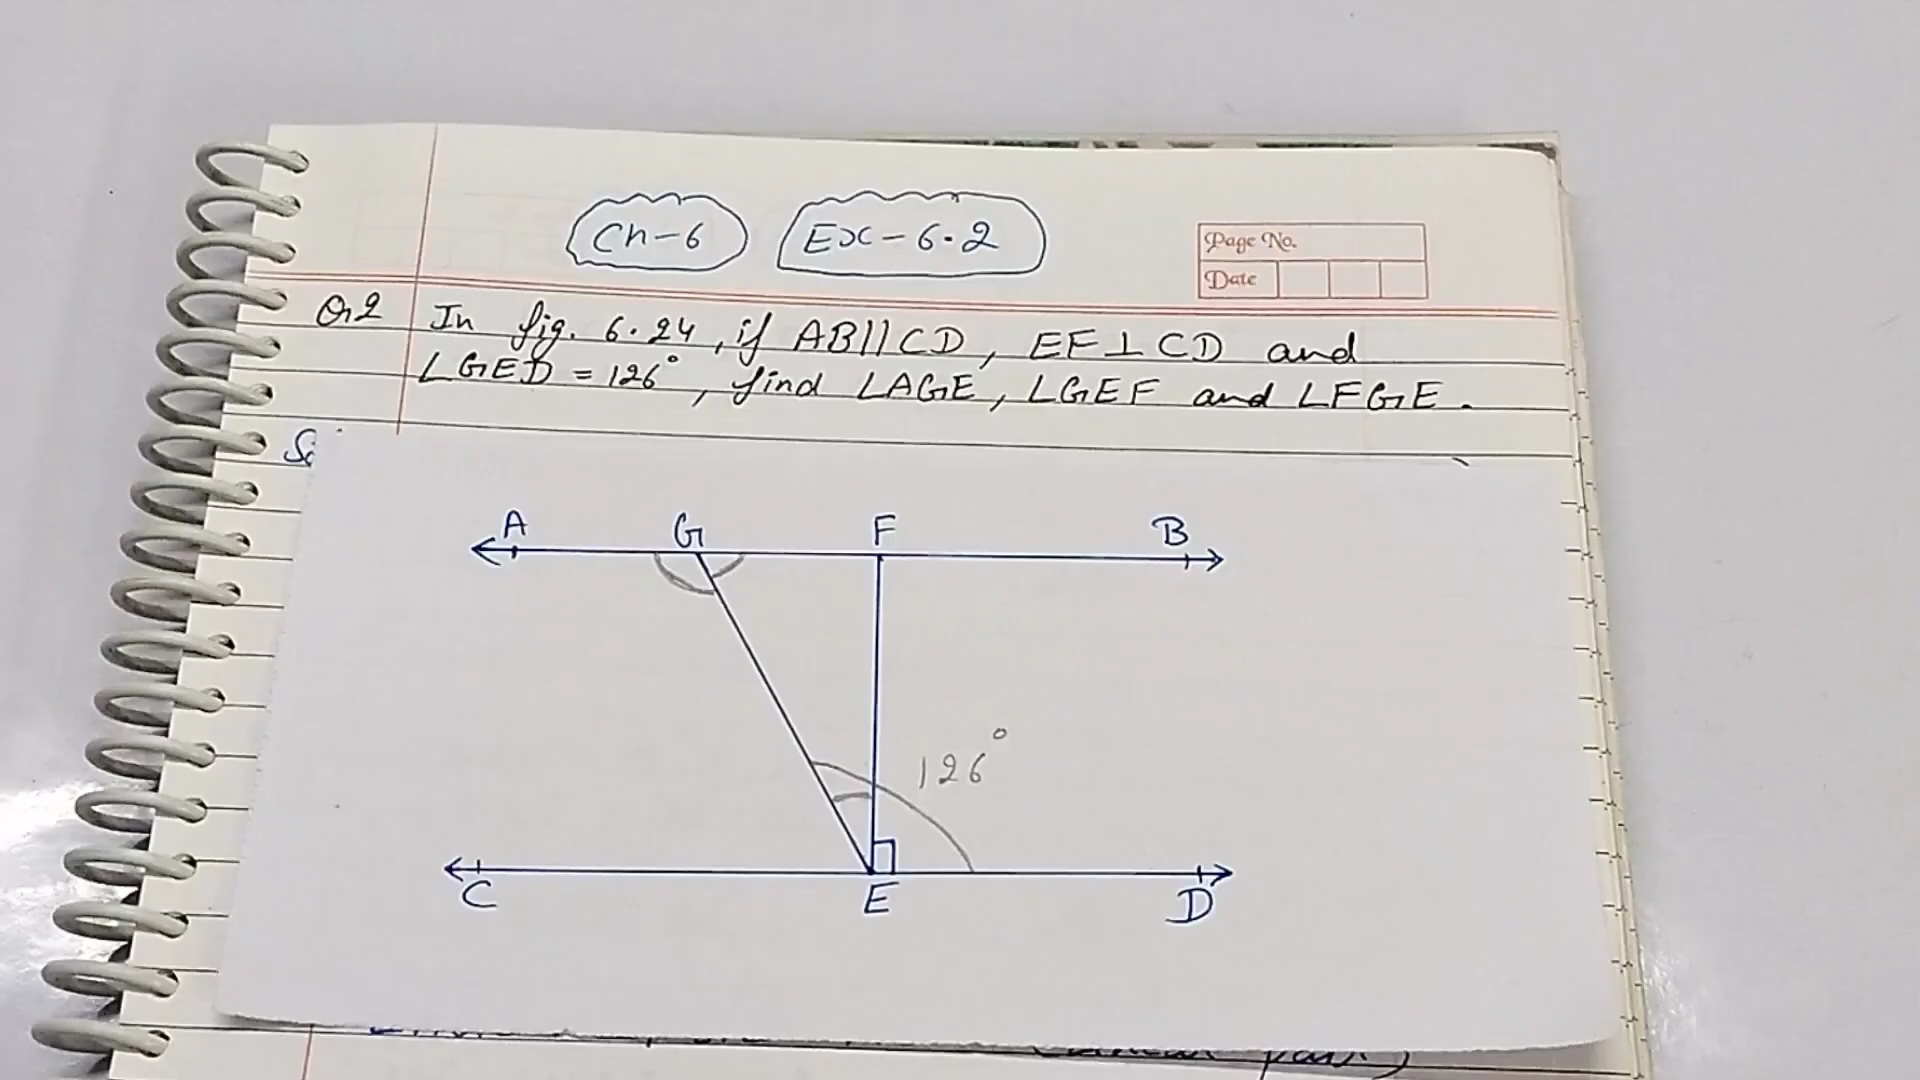 Ch-6 Ex-6.2
Page No.
Date
Q2 In fig. 6.24, if AB||CD, EF⊥CD and
∠GED = 126°, find ∠AGE, ∠GEF and ∠FGE.
A G F B
126°
C E D